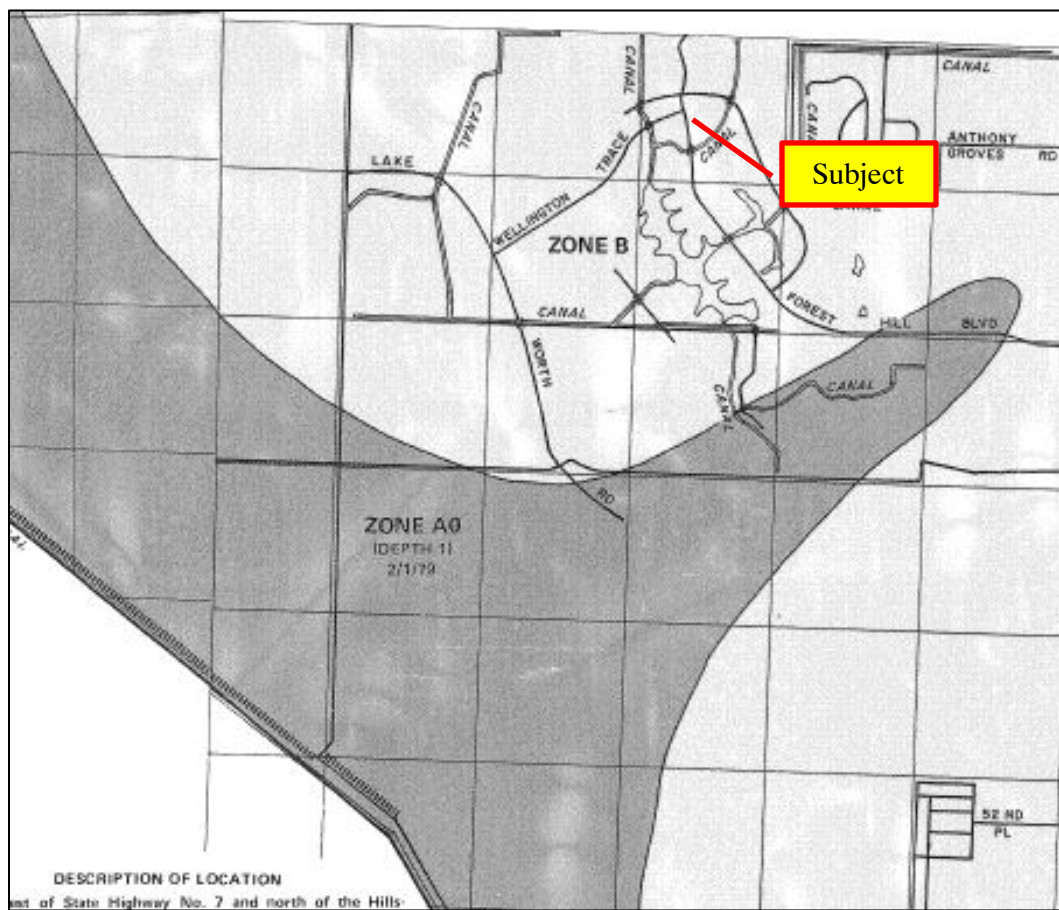 CANAL
CANAL
CANAL
CANAL
CANAL
ANTHONY
GROVES RD
LAKE
TRACE
CANAL
Subject
WELLINGTON
ZONE B
FOREST
HILL BLVD
CANAL
WORTH
CANAL
CANAL
RD
ZONE A0
(DEPTH 1)
2/1/79
52 ND
PL
DESCRIPTION OF LOCATION
of State Highway No. 7 and north of the Hills-